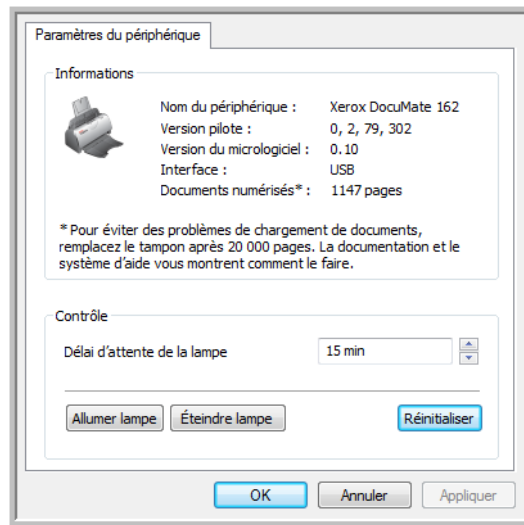 Paramètres du périphérique
Informations
Nom du périphérique : Xerox DocuMate 162
Version pilote : 0, 2, 79, 302
Version du micrologiciel : 0.10
Interface : USB
Documents numérisés* : 1147 pages
* Pour éviter des problèmes de chargement de documents,
remplacez le tampon après 20 000 pages. La documentation et le
système d'aide vous montrent comment le faire.
Contrôle
Délai d'attente de la lampe 15 min
Allumer lampe Éteindre lampe Réinitialiser
OK Annuler Appliquer